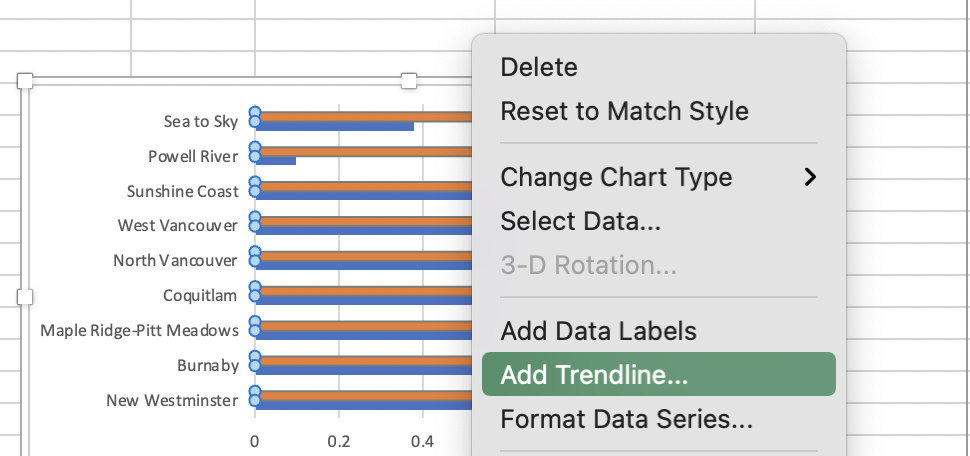 Sea to Sky
Powell River
Sunshine Coast
West Vancouver
North Vancouver
Coquitlam
Maple Ridge-Pitt Meadows
Burnaby
New Westminster
0 0.2 0.4
Delete
Reset to Match Style
Change Chart Type
Select Data...
3-D Rotation...
Add Data Labels
Add Trendline...
Format Data Series...